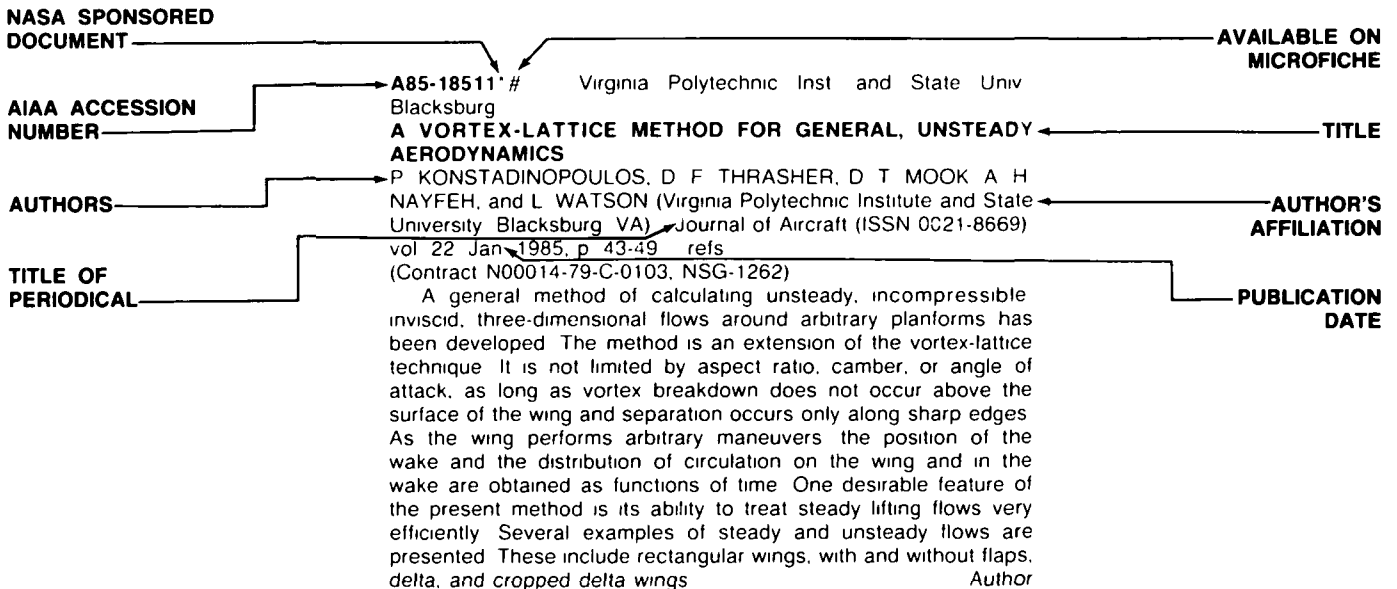 NASA SPONSORED
DOCUMENT
AVAILABLE ON
MICROFICHE
AIAA ACCESSION
NUMBER
A85-18511*# Virginia Polytechnic Inst and State Univ
Blacksburg
A VORTEX-LATTICE METHOD FOR GENERAL, UNSTEADY
AERODYNAMICS
TITLE
AUTHORS
P KONSTADINOPOULOS, D F THRASHER, D T MOOK A H
NAYFEH, and L WATSON (Virginia Polytechnic Institute and State
University Blacksburg VA) Journal of Aircraft (ISSN 0021-8669)
vol 22 Jan 1985, p 43-49 refs
(Contract N00014-79-C-0103, NSG-1262)
AUTHOR'S
AFFILIATION
TITLE OF
PERIODICAL
PUBLICATION
DATE
A general method of calculating unsteady, incompressible
inviscid, three-dimensional flows around arbitrary planforms has
been developed The method is an extension of the vortex-lattice
technique It is not limited by aspect ratio, camber, or angle of
attack, as long as vortex breakdown does not occur above the
surface of the wing and separation occurs only along sharp edges
As the wing performs arbitrary maneuvers the position of the
wake and the distribution of circulation on the wing and in the
wake are obtained as functions of time One desirable feature of
the present method is its ability to treat steady lifting flows very
efficiently Several examples of steady and unsteady flows are
presented These include rectangular wings, with and without flaps,
delta, and cropped delta wings Author